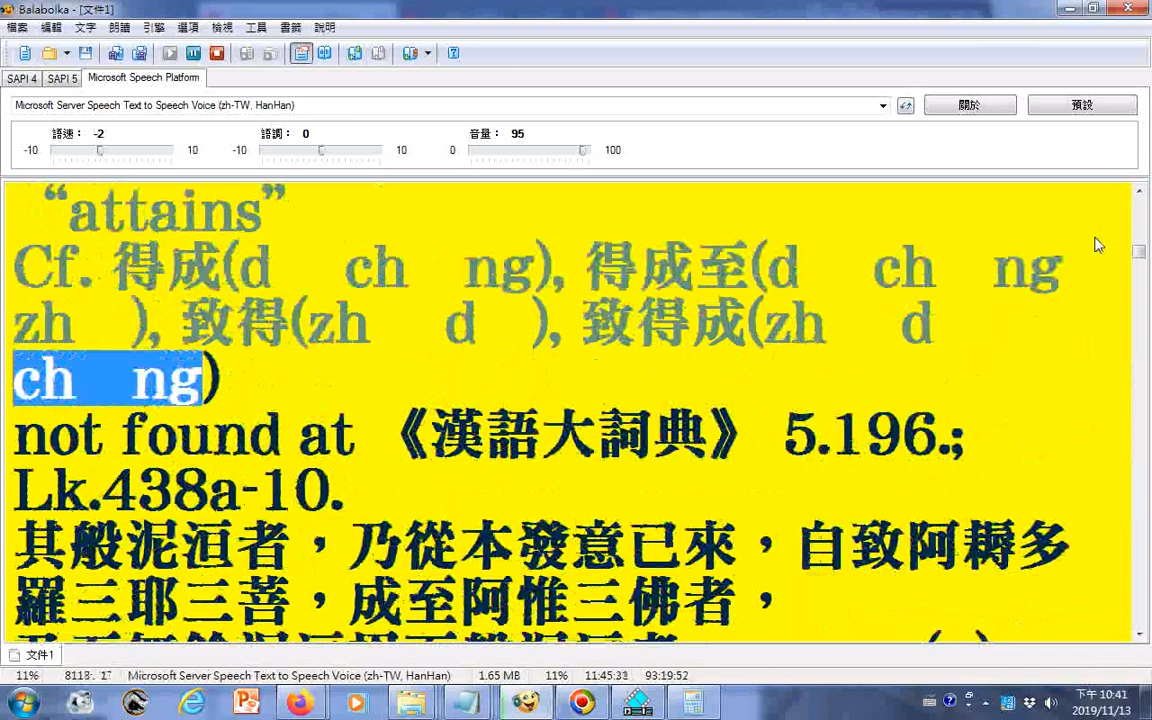 Balabolka - [文件1]
檔案 編輯 文字 朗讀 引擎 選項 檢視 工具 書籤 說明
SAPI 4 SAPI 5 Microsoft Speech Platform
Microsoft Server Speech Text to Speech Voice (zh-TW, HanHan) 關於 預設
語速： -2 語調： 0 音量： 95
-10 10 -10 10 0 100
“attains”
Cf. 得成(d ch ng), 得成至(d ch ng
zh ), 致得(zh d ), 致得成(zh d
ch ng)
not found at 《漢語大詞典》 5.196.;
Lk.438a-10.
其般泥洹者，乃從本發意已來，自致阿耨多
羅三耶三菩，成至阿惟三佛者，
文件1
11% Microsoft Server Speech Text to Speech Voice (zh-TW, HanHan) 1.65 MB 11% 11:45:33 93:19:52
下午 10:41
2019/11/13